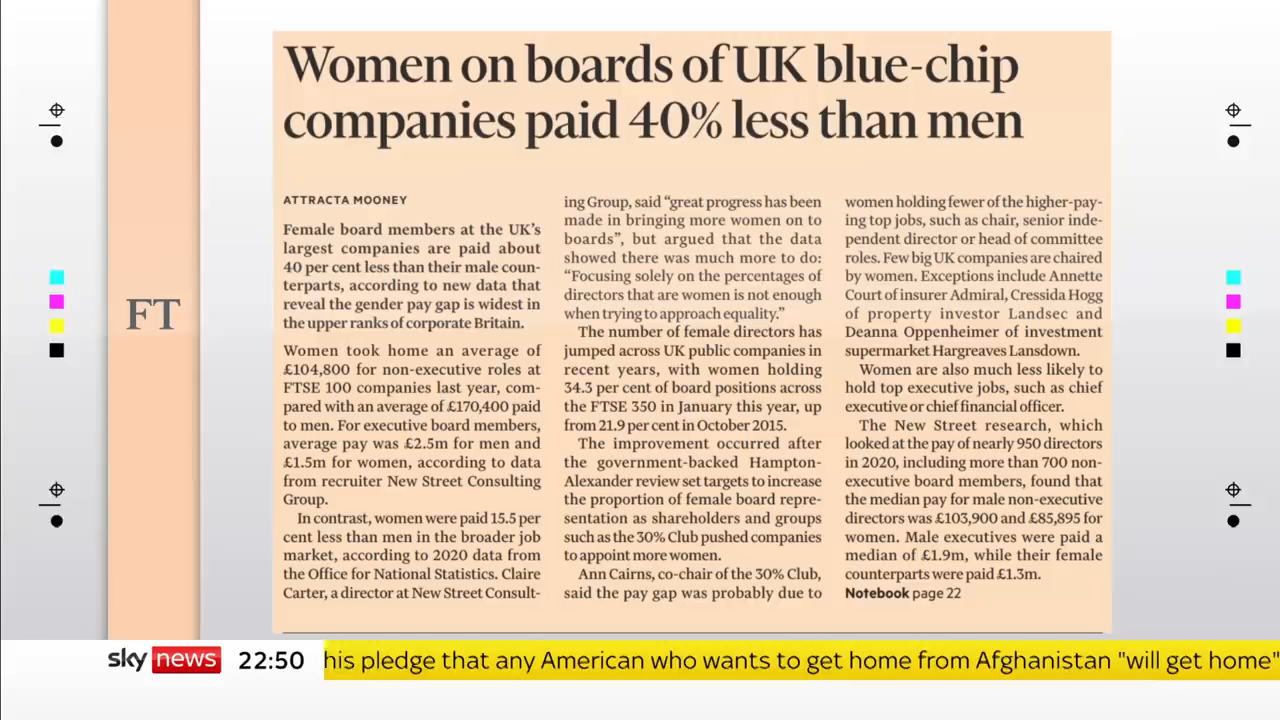 Women on boards of UK blue-chip
companies paid 40% less than men
ATTRACTA MOONEY
Female board members at the UK's
largest companies are paid about
40 per cent less than their male coun-
terparts, according to new data that
reveal the gender pay gap is widest in
the upper ranks of corporate Britain.
Women took home an average of
£104,800 for non-executive roles at
FTSE 100 companies last year, com-
pared with an average of £170,400 paid
to men. For executive board members,
average pay was £2.5m for men and
£1.5m for women, according to data
from recruiter New Street Consulting
Group.
In contrast, women were paid 15.5 per
cent less than men in the broader job
market, according to 2020 data from
the Office for National Statistics. Claire
Carter, a director at New Street Consult-
ing Group, said “great progress has been
made in bringing more women on to
boards”, but argued that the data
showed there was much more to do:
“Focusing solely on the percentages of
directors that are women is not enough
when trying to approach equality.”
The number of female directors has
jumped across UK public companies in
recent years, with women holding
34.3 per cent of board positions across
the FTSE 350 in January this year, up
from 21.9 per cent in October 2015.
The improvement occurred after
the government-backed Hampton-
Alexander review set targets to increase
the proportion of female board repre-
sentation as shareholders and groups
such as the 30% Club pushed companies
to appoint more women.
Ann Cairns, co-chair of the 30% Club,
said the pay gap was probably due to
women holding fewer of the higher-pay-
ing top jobs, such as chair, senior inde-
pendent director or head of committee
roles. Few big UK companies are chaired
by women. Exceptions include Annette
Court of insurer Admiral, Cressida Hogg
of property investor Landsec and
Deanna Oppenheimer of investment
supermarket Hargreaves Lansdown.
Women are also much less likely to
hold top executive jobs, such as chief
executive or chief financial officer.
The New Street research, which
looked at the pay of nearly 950 directors
in 2020, including more than 700 non-
executive board members, found that
the median pay for male non-executive
directors was £103,900 and £85,895 for
women. Male executives were paid a
median of £1.9m, while their female
counterparts were paid £1.3m.
Notebook page 22
FT
sky news 22:50
his pledge that any American who wants to get home from Afghanistan "will get home"